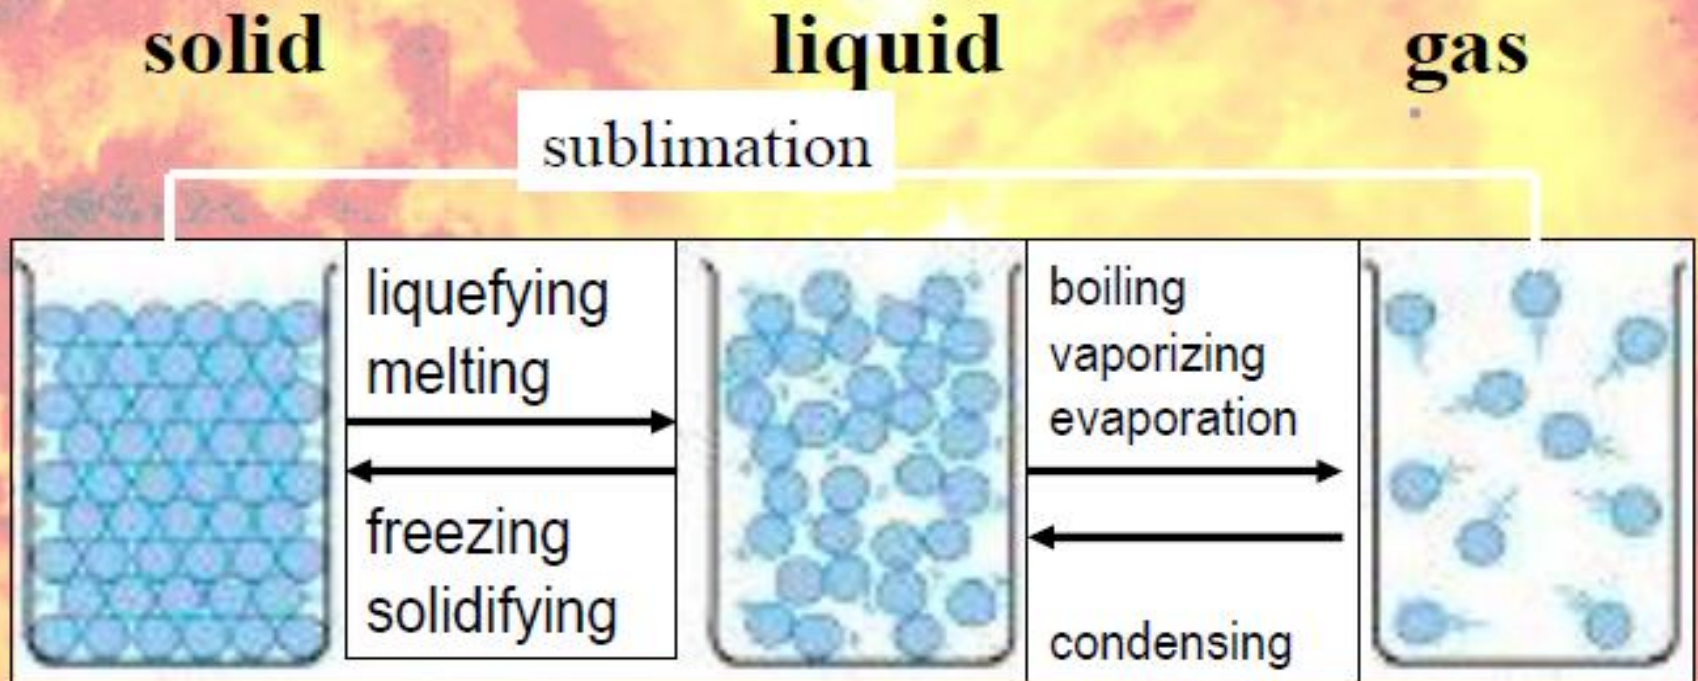 solid
liquid
gas
sublimation
liquefying
melting
freezing
solidifying
boiling
vaporizing
evaporation
condensing